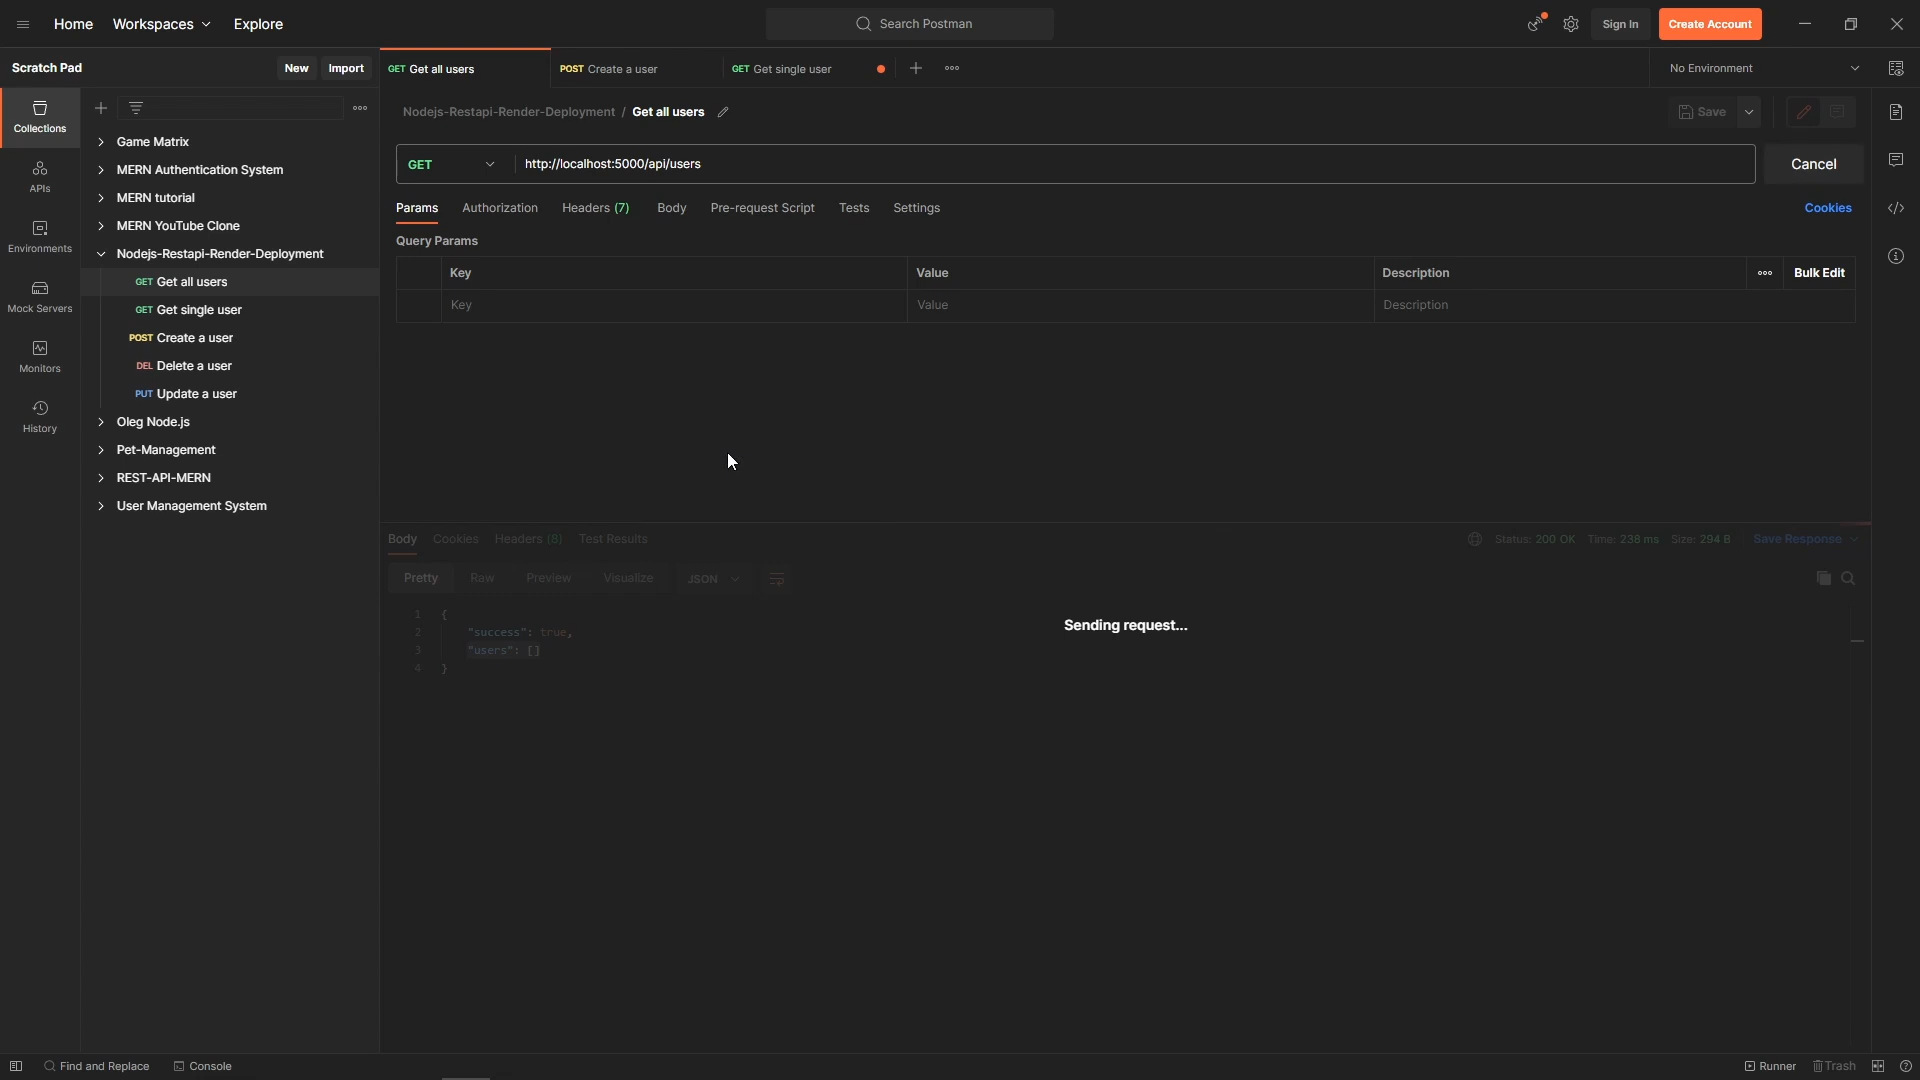 Home Workspaces Explore Search Postman Sign In Create Account
Scratch Pad New Import
GET Get all users POST Create a user GET Get single user No Environment
Collections
APIs
Environments
Mock Servers
Monitors
History
Game Matrix
MERN Authentication System
MERN tutorial
MERN YouTube Clone
Nodejs-Restapi-Render-Deployment
GET Get all users
GET Get single user
POST Create a user
DEL Delete a user
PUT Update a user
Oleg Node.js
Pet-Management
REST-API-MERN
User Management System
Nodejs-Restapi-Render-Deployment / Get all users Save
GET http://localhost:5000/api/users Cancel
Params Authorization Headers (7) Body Pre-request Script Tests Settings Cookies
Query Params
Key Value Description Bulk Edit
Key Value Description
Body Cookies Headers (8) Test Results Status: 200 OK Time: 238 ms Size: 294 B Save Response
Pretty Raw Preview Visualize JSON
1 {
2 "success": true,
3 "users": []
4 }
Sending request...
Find and Replace Console Runner Trash